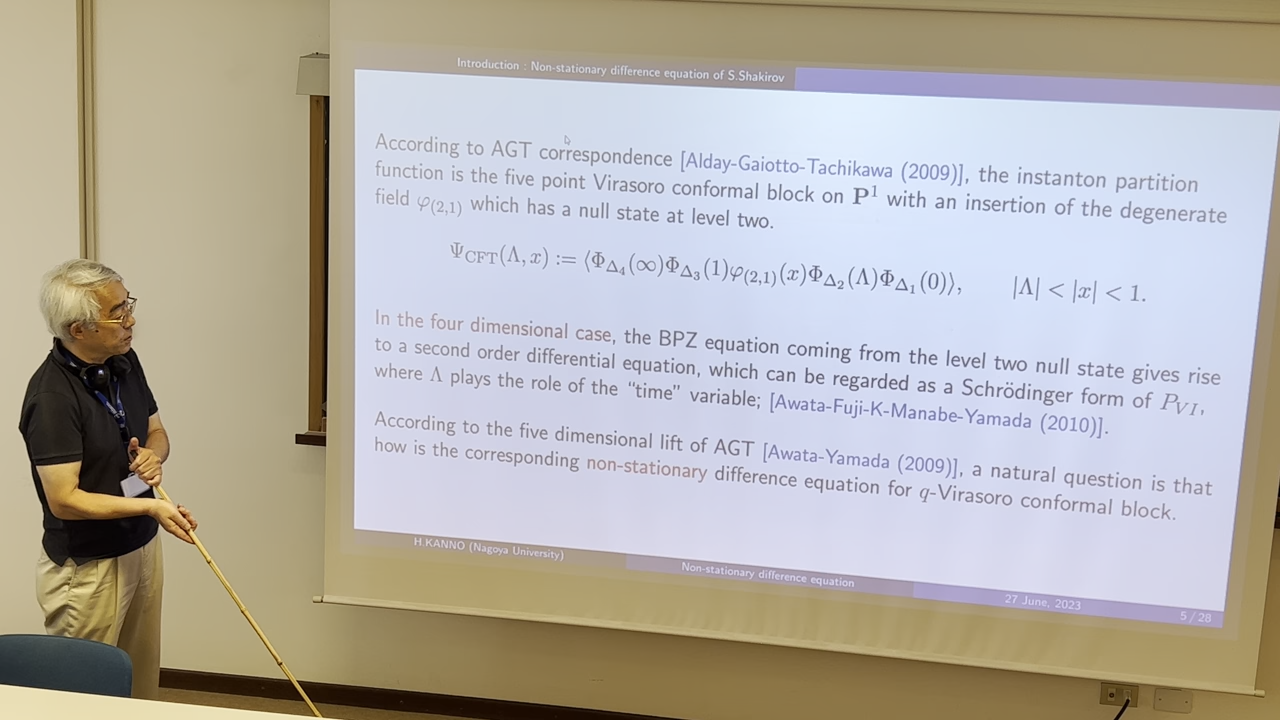 Introduction : Non-stationary difference equation of S.Shakirov
According to AGT correspondence [Alday-Gaiotto-Tachikawa (2009)], the instanton partition
function is the five point Virasoro conformal block on P¹ with an insertion of the degenerate
field φ₍₂,₁₎ which has a null state at level two.
Ψ_CFT(Λ, x) := ⟨Φ_Δ₄(∞)Φ_Δ₃(1)φ₍₂,₁₎(x)Φ_Δ₂(Λ)Φ_Δ₁(0)⟩, |Λ| < |x| < 1.
In the four dimensional case, the BPZ equation coming from the level two null state gives rise
to a second order differential equation, which can be regarded as a Schrödinger form of P_VI,
where Λ plays the role of the “time” variable; [Awata-Fuji-K-Manabe-Yamada (2010)].
According to the five dimensional lift of AGT [Awata-Yamada (2009)], a natural question is that
how is the corresponding non-stationary difference equation for q-Virasoro conformal block.
H.KANNO (Nagoya University)
Non-stationary difference equation
27 June, 2023
5 / 28